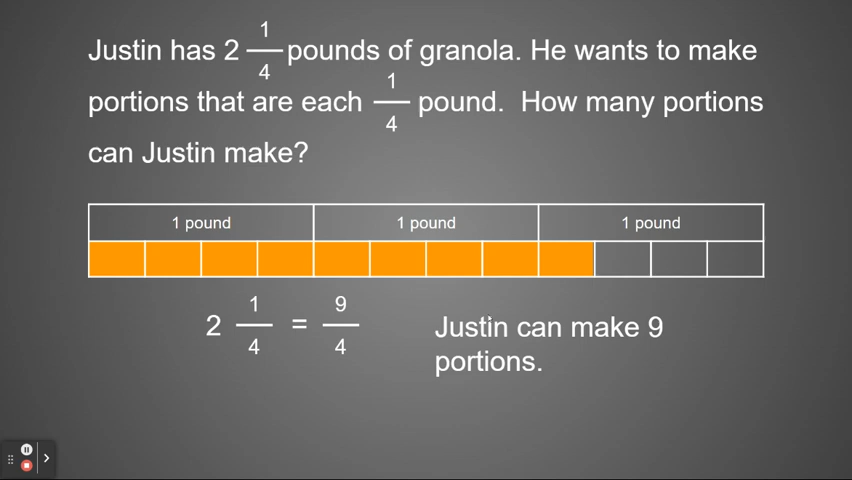 Justin has 2 1/4 pounds of granola. He wants to make
portions that are each 1/4 pound. How many portions
can Justin make?
1 pound 1 pound 1 pound
2 1/4 = 9/4
Justin can make 9
portions.